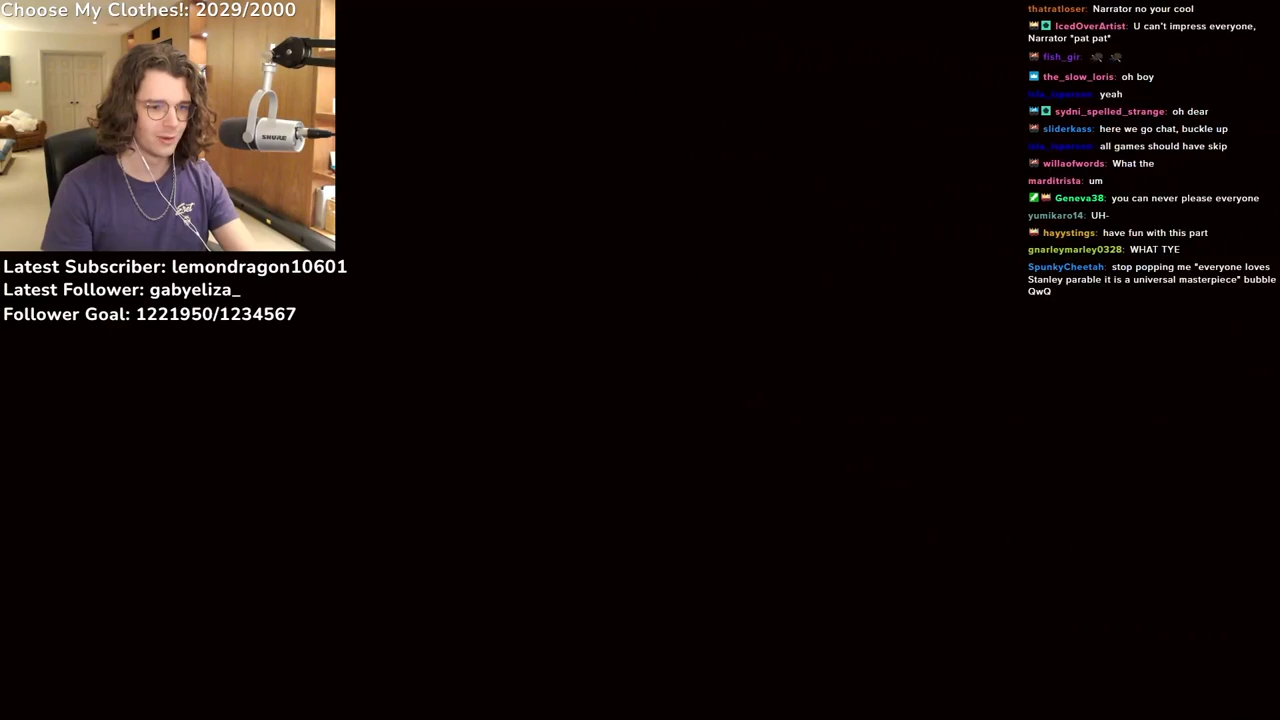 Choose My Clothes!: 2029/2000
SHURE
Latest Subscriber: lemondragon10601
Latest Follower: gabyeliza_
Follower Goal: 1221950/1234567
thatratloser: Narrator no your cool
IcedOverArtist: U can't impress everyone,
Narrator *pat pat*
fish_gir:
the_slow_loris: oh boy
yeah
sydni_spelled_strange: oh dear
sliderkass: here we go chat, buckle up
all games should have skip
willaofwords: What the
marditrista: um
Geneva38: you can never please everyone
yumikaro14: UH-
hayystings: have fun with this part
gnarleymarley0328: WHAT TYE
SpunkyCheetah: stop popping me "everyone loves
Stanley parable it is a universal masterpiece" bubble
QwQ